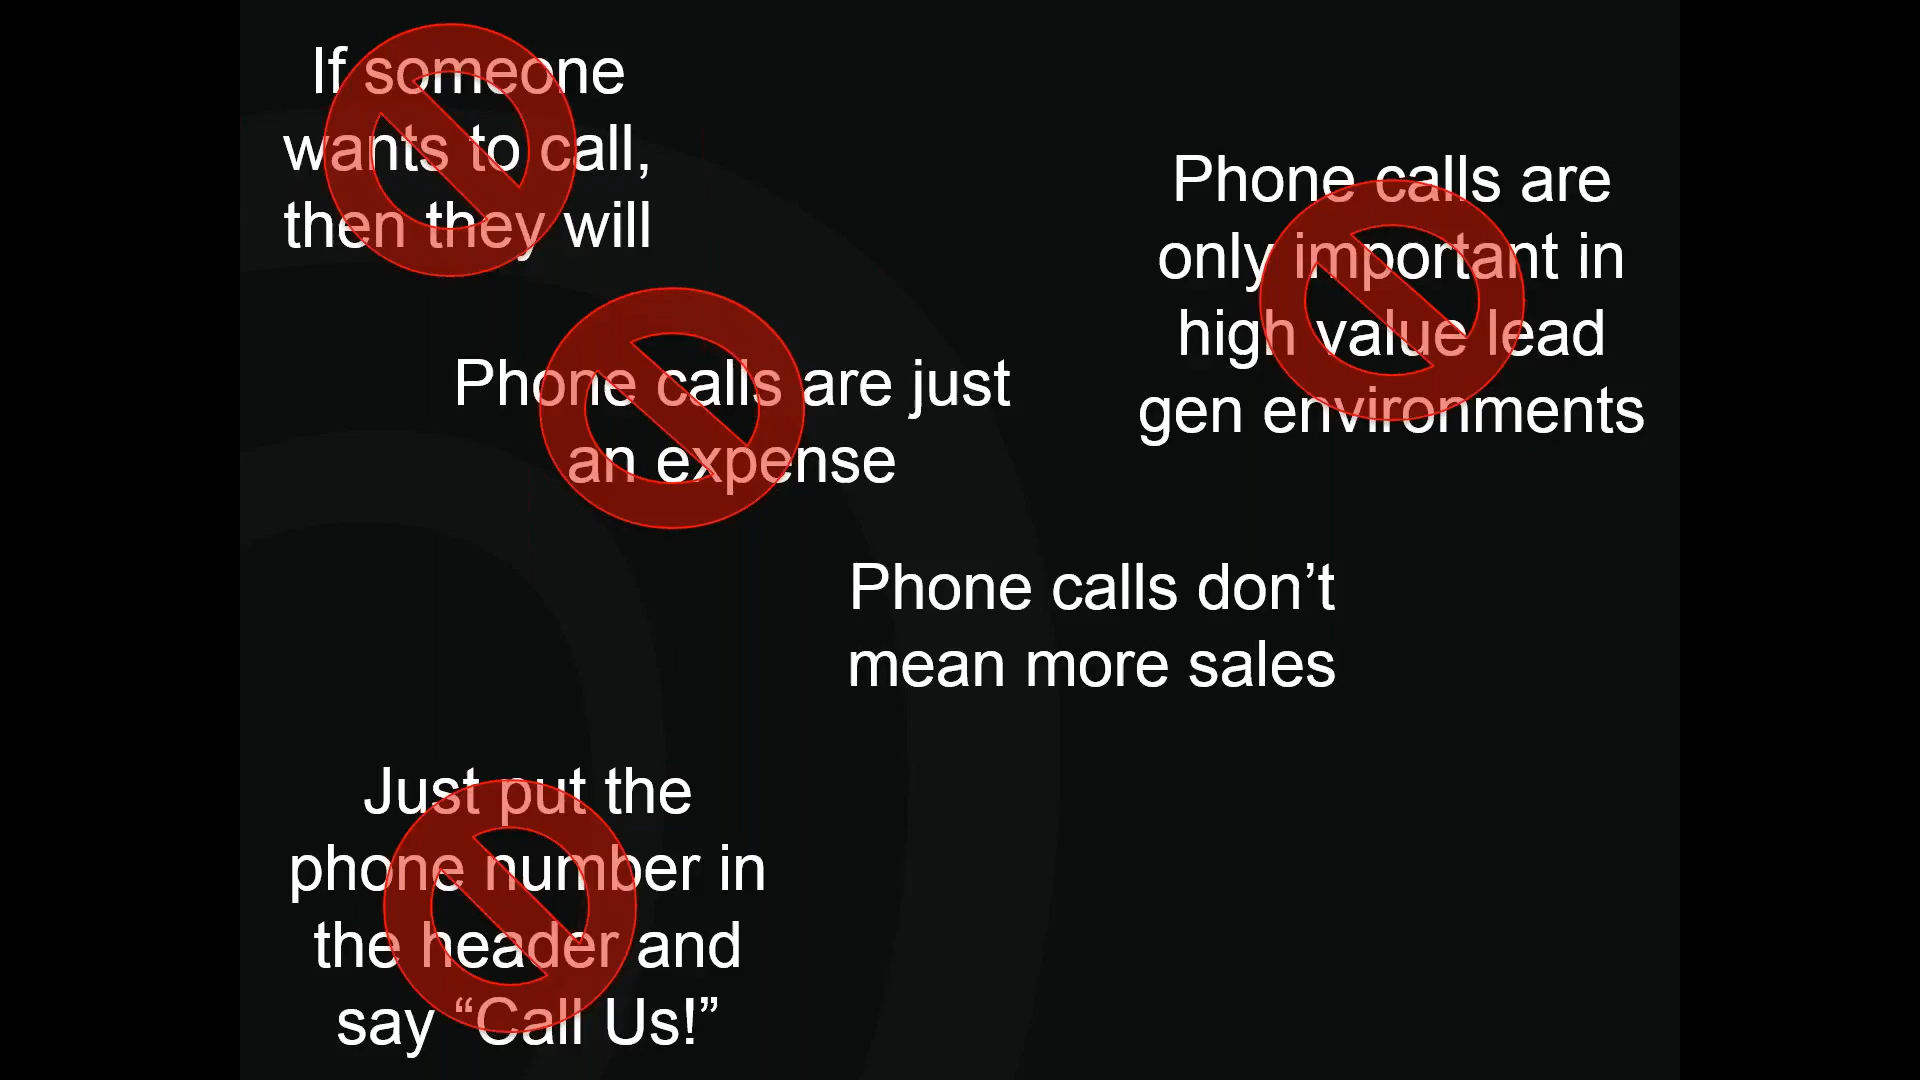 If someone
wants to call,
then they will
Phone calls are
only important in
high value lead
gen environments
Phone calls are just
an expense
Phone calls don’t
mean more sales
Just put the
phone number in
the header and
say “Call Us!”